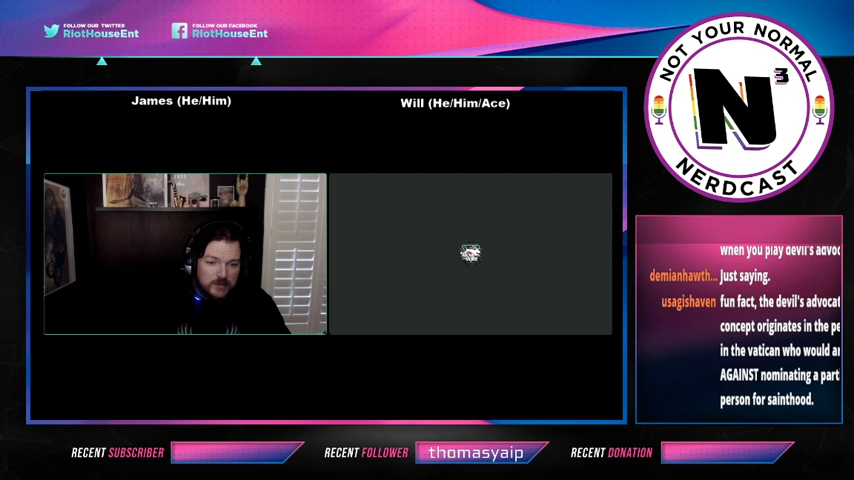 FOLLOW OUR TWITTER
RiotHouseEnt
FOLLOW OUR FACEBOOK
RiotHouseEnt
NOT YOUR NORMAL
N3
NERDCAST
James (He/Him)
Will (He/Him/Ace)
when you play devil's advoc
demianhawth... Just saying.
usagishaven fun fact, the devil's advocat
concept originates in the pe
in the vatican who would ar
AGAINST nominating a part
person for sainthood.
RECENT SUBSCRIBER
RECENT FOLLOWER thomasyaip
RECENT DONATION